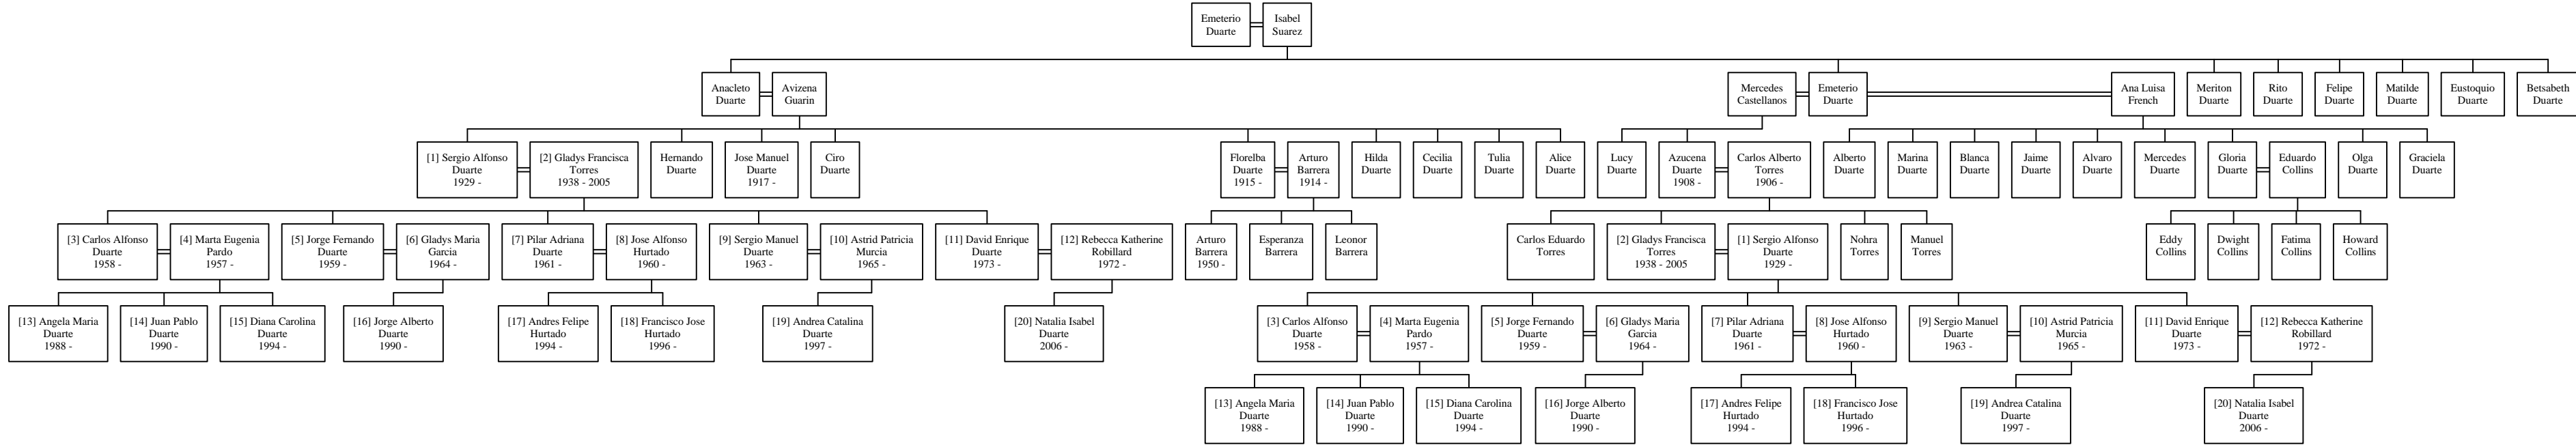 Emeterio
Duarte
Isabel
Suarez
Anacleto
Duarte
Avizena
Guarin
Mercedes
Castellanos
Emeterio
Duarte
Ana Luisa
French
Meriton
Duarte
Rito
Duarte
Felipe
Duarte
Matilde
Duarte
Eustoquio
Duarte
Betsabeth
Duarte
[1] Sergio Alfonso
Duarte
1929 -
[2] Gladys Francisca
Torres
1938 - 2005
Hernando
Duarte
Jose Manuel
Duarte
1917 -
Ciro
Duarte
Florelba
Duarte
1915 -
Arturo
Barrera
1914 -
Hilda
Duarte
Cecilia
Duarte
Tulia
Duarte
Alice
Duarte
Lucy
Duarte
Azucena
Duarte
1908 -
Carlos Alberto
Torres
1906 -
Alberto
Duarte
Marina
Duarte
Blanca
Duarte
Jaime
Duarte
Alvaro
Duarte
Mercedes
Duarte
Gloria
Duarte
Eduardo
Collins
Olga
Duarte
Graciela
Duarte
[3] Carlos Alfonso
Duarte
1958 -
[4] Marta Eugenia
Pardo
1957 -
[5] Jorge Fernando
Duarte
1959 -
[6] Gladys Maria
Garcia
1964 -
[7] Pilar Adriana
Duarte
1961 -
[8] Jose Alfonso
Hurtado
1960 -
[9] Sergio Manuel
Duarte
1963 -
[10] Astrid Patricia
Murcia
1965 -
[11] David Enrique
Duarte
1973 -
[12] Rebecca Katherine
Robillard
1972 -
Arturo
Barrera
1950 -
Esperanza
Barrera
Leonor
Barrera
Carlos Eduardo
Torres
[2] Gladys Francisca
Torres
1938 - 2005
[1] Sergio Alfonso
Duarte
1929 -
Nohra
Torres
Manuel
Torres
Eddy
Collins
Dwight
Collins
Fatima
Collins
Howard
Collins
[13] Angela Maria
Duarte
1988 -
[14] Juan Pablo
Duarte
1990 -
[15] Diana Carolina
Duarte
1994 -
[16] Jorge Alberto
Duarte
1990 -
[17] Andres Felipe
Hurtado
1994 -
[18] Francisco Jose
Hurtado
1996 -
[19] Andrea Catalina
Duarte
1997 -
[20] Natalia Isabel
Duarte
2006 -
[3] Carlos Alfonso
Duarte
1958 -
[4] Marta Eugenia
Pardo
1957 -
[5] Jorge Fernando
Duarte
1959 -
[6] Gladys Maria
Garcia
1964 -
[7] Pilar Adriana
Duarte
1961 -
[8] Jose Alfonso
Hurtado
1960 -
[9] Sergio Manuel
Duarte
1963 -
[10] Astrid Patricia
Murcia
1965 -
[11] David Enrique
Duarte
1973 -
[12] Rebecca Katherine
Robillard
1972 -
[13] Angela Maria
Duarte
1988 -
[14] Juan Pablo
Duarte
1990 -
[15] Diana Carolina
Duarte
1994 -
[16] Jorge Alberto
Duarte
1990 -
[17] Andres Felipe
Hurtado
1994 -
[18] Francisco Jose
Hurtado
1996 -
[19] Andrea Catalina
Duarte
1997 -
[20] Natalia Isabel
Duarte
2006 -